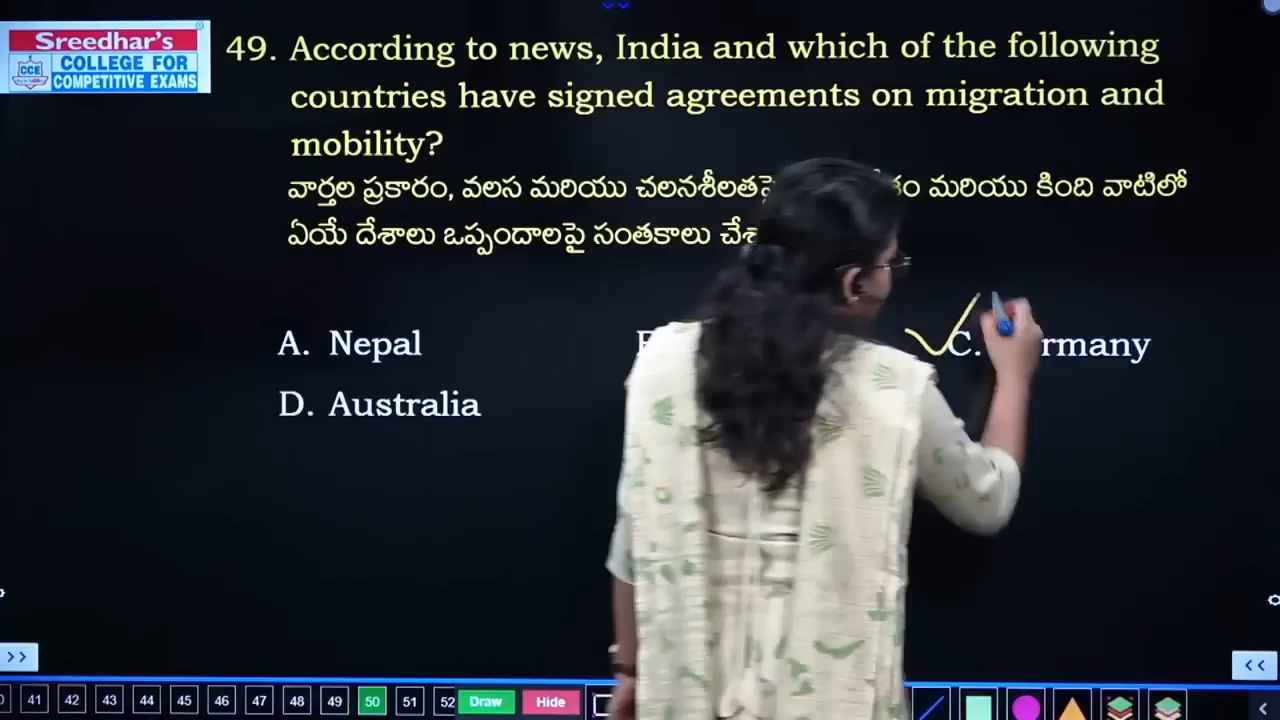 Sreedhar's
CCE
COLLEGE FOR
COMPETITIVE EXAMS
49. According to news, India and which of the following
countries have signed agreements on migration and
mobility?
వార్తల ప్రకారం, వలస మరియు చలనశీలతపై మరియు కింది వాటిలో
ఏయే దేశాలు ఒప్పందాలపై సంతకాలు
A. Nepal
C.
D. Australia
>>
<<
41 42 43 44 45 46 47 48 49 50 51 52 Draw Hide
<